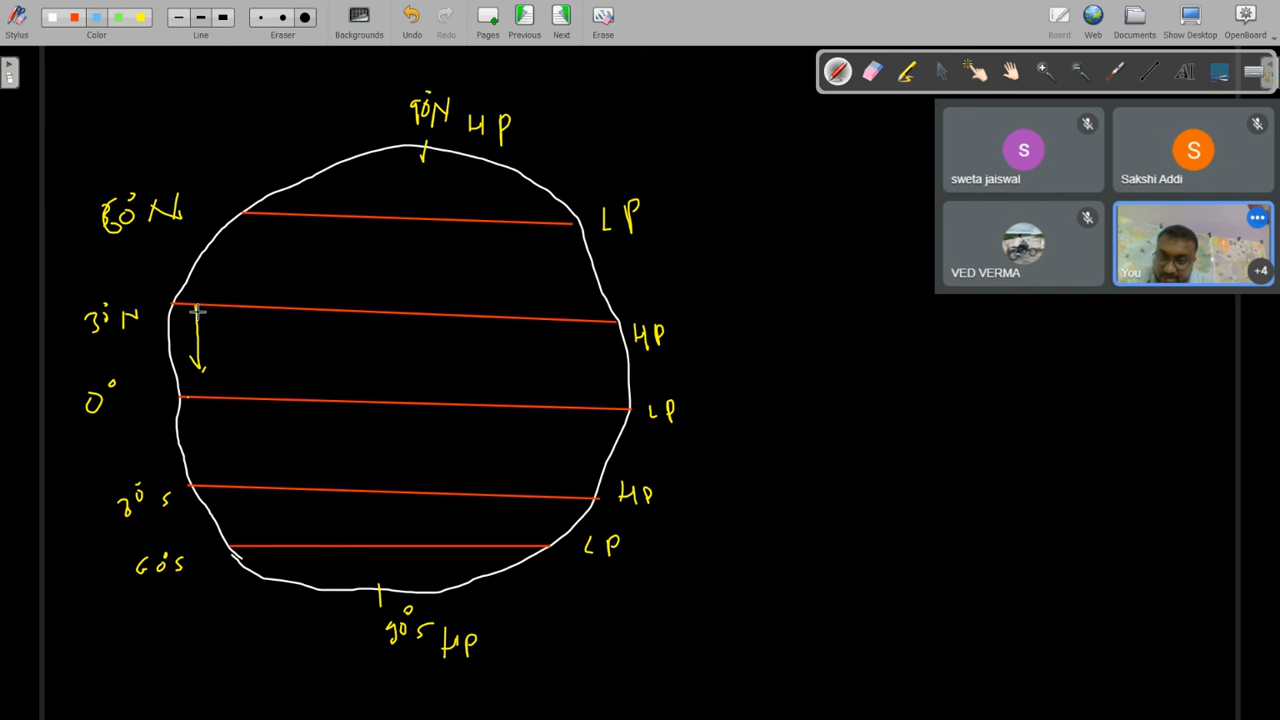 Stylus
Color
Line
Eraser
Backgrounds
Undo
Redo
Pages
Previous
Next
Erase
Board
Web
Documents
Show Desktop
OpenBoard
90°N HP
60° N
LP
30° N
HP
0°
LP
30° S
HP
60°S
LP
90°S HP
S
sweta jaiswal
S
Sakshi Addi
VED VERMA
You
+4